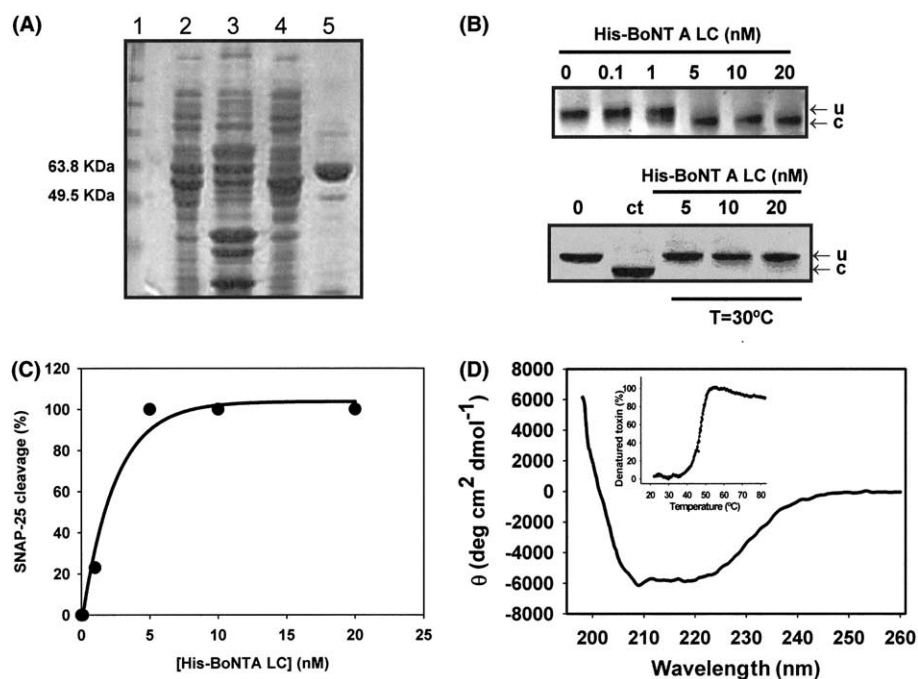 (A)
1 2 3 4 5
63.8 KDa
49.5 KDa
(B)
His-BoNT A LC (nM)
0 0.1 1 5 10 20
← u
← c
His-BoNT A LC (nM)
0 ct 5 10 20
← u
← c
T=30ºC
(C)
120
100
80
60
40
20
0
SNAP-25 cleavage (%)
0 5 10 15 20 25
[His-BoNTA LC] (nM)
(D)
8000
6000
4000
2000
0
-2000
-4000
-6000
-8000
θ (deg cm² dmol⁻¹)
100
80
60
40
20
0
Denatured toxin (%)
20 30 40 50 60 70 80
Temperature (ºC)
200 210 220 230 240 250 260
Wavelength (nm)